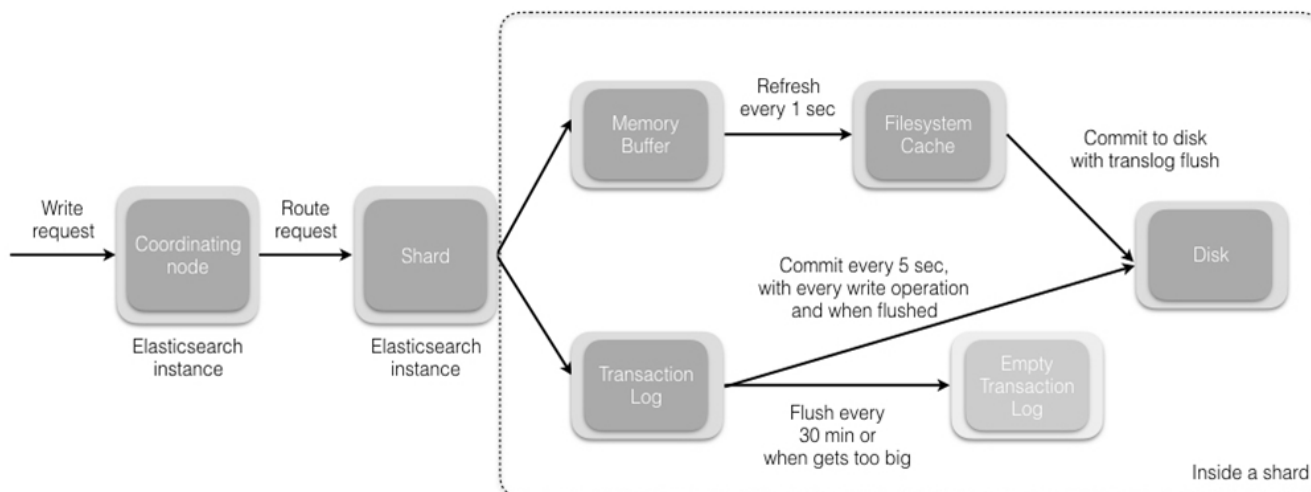 Write
request
Coordinating
node
Elasticsearch
instance
Route
request
Shard
Elasticsearch
instance
Memory
Buffer
Refresh
every 1 sec
Filesystem
Cache
Commit to disk
with translog flush
Disk
Commit every 5 sec,
with every write operation
and when flushed
Transaction
Log
Flush every
30 min or
when gets too big
Empty
Transaction
Log
Inside a shard